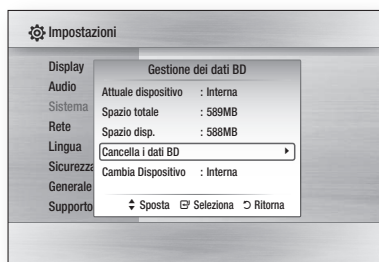 Impostazioni
Display
Audio
Sistema
Rete
Lingua
Sicurezza
Generale
Supporto
Gestione dei dati BD
Attuale dispositivo : Interna
Spazio totale : 589MB
Spazio disp. : 588MB
Cancella i dati BD
Cambia Dispositivo : Interna
Sposta Seleziona Ritorna